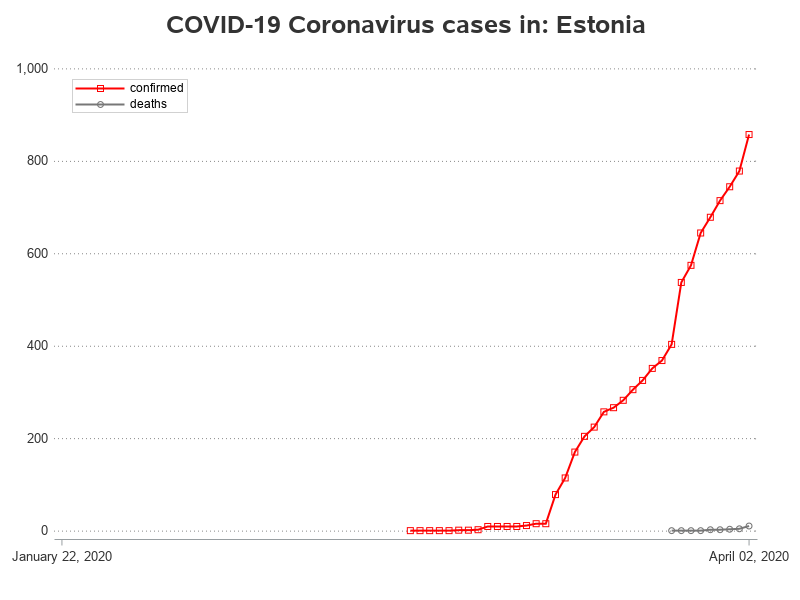 COVID-19 Coronavirus cases in: Estonia
1,000
confirmed
deaths
800
600
400
200
0
January 22, 2020
April 02, 2020